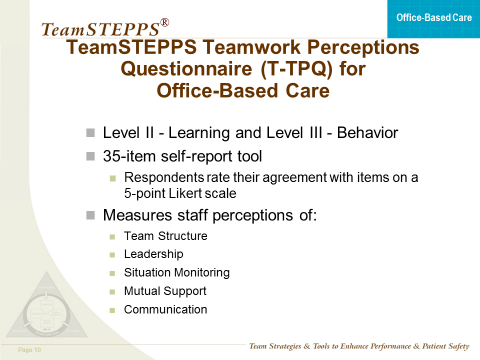 Office-Based Care
TeamSTEPPS®
TeamSTEPPS Teamwork Perceptions
Questionnaire (T-TPQ) for
Office-Based Care
Level II - Learning and Level III - Behavior
35-item self-report tool
Respondents rate their agreement with items on a
5-point Likert scale
Measures staff perceptions of:
Team Structure
Leadership
Situation Monitoring
Mutual Support
Communication
Page 10
Team Strategies & Tools to Enhance Performance & Patient Safety